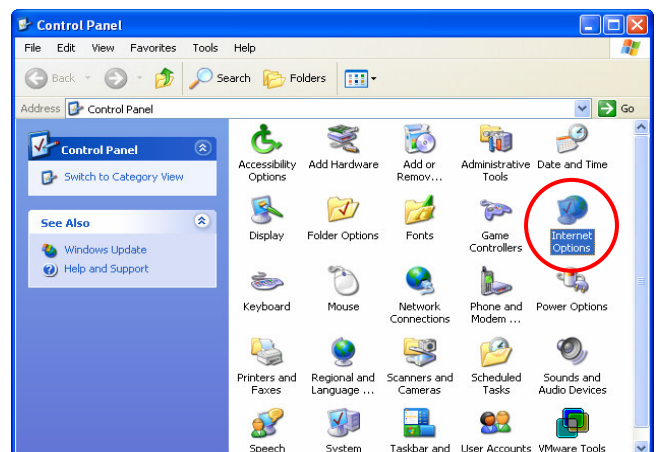 Control Panel
File Edit View Favorites Tools Help
Back Search Folders
Address Control Panel Go
Control Panel
Switch to Category View
See Also
Windows Update
Help and Support
Accessibility Options
Add Hardware
Add or Remov...
Administrative Tools
Date and Time
Display
Folder Options
Fonts
Game Controllers
Internet Options
Keyboard
Mouse
Network Connections
Phone and Modem ...
Power Options
Printers and Faxes
Regional and Language ...
Scanners and Cameras
Scheduled Tasks
Sounds and Audio Devices
Speech
System
Taskbar and
User Accounts
VMware Tools